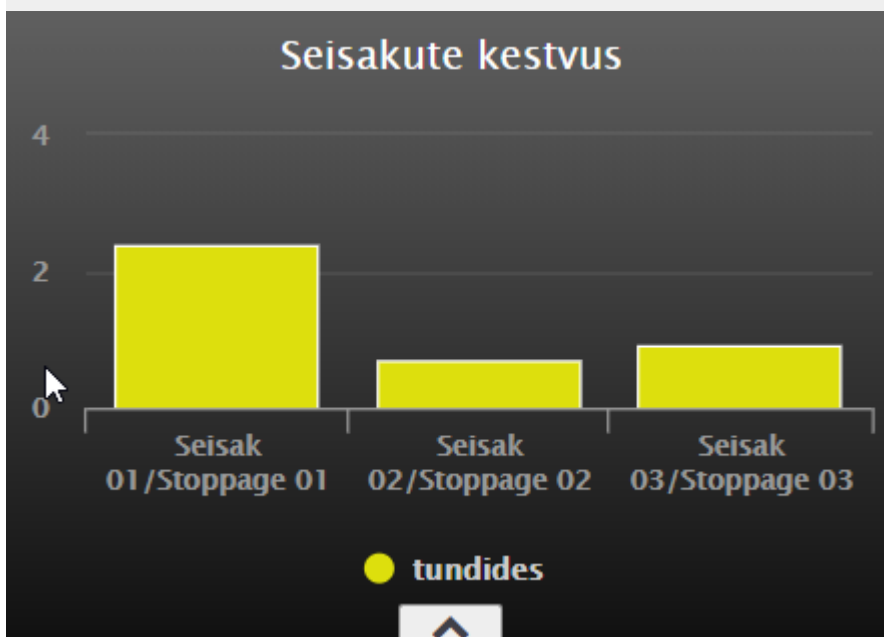 Seisakute kestvus
4
2
0
Seisak
01/Stoppage 01
Seisak
02/Stoppage 02
Seisak
03/Stoppage 03
tundides